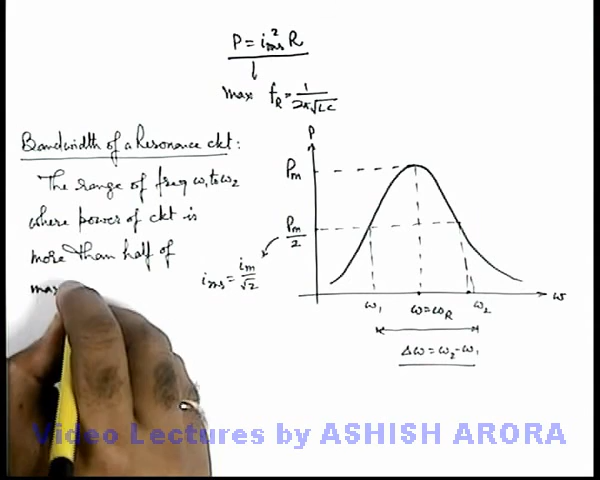 P = i²rms R
max fR = 1/2π√LC
Bandwidth of a Resonance ckt:
The range of freq ω₁ to ω₂
where power of ckt is
more than half of
max
irms = im/√2
P
Pm
Pm/2
ω₁ ω=ωR ω₂ ω
Δω = ω₂-ω₁
Video Lectures by ASHISH ARORA